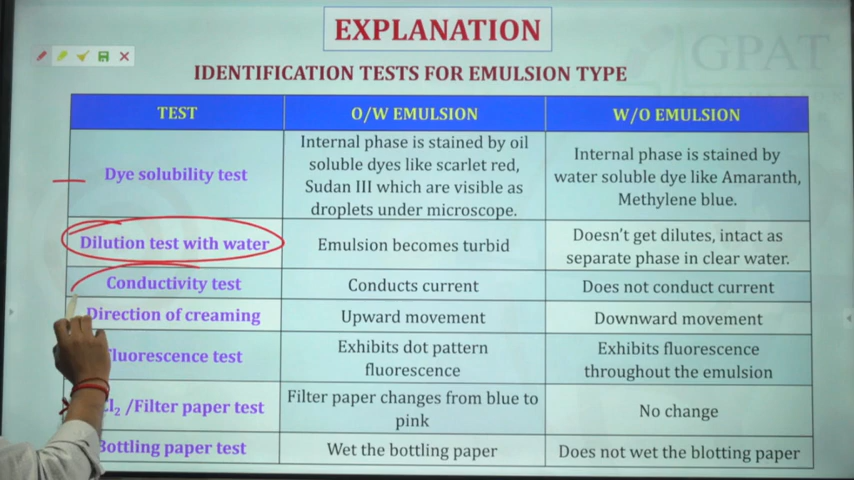 EXPLANATION
GPAT
IDENTIFICATION TESTS FOR EMULSION TYPE
TEST O/W EMULSION W/O EMULSION
Dye solubility test
Internal phase is stained by oil
soluble dyes like scarlet red,
Sudan III which are visible as
droplets under microscope.
Internal phase is stained by
water soluble dye like Amaranth,
Methylene blue.
Dilution test with water
Emulsion becomes turbid
Doesn't get dilutes, intact as
separate phase in clear water.
Conductivity test Conducts current Does not conduct current
Direction of creaming Upward movement Downward movement
Fluorescence test
Exhibits dot pattern
fluorescence
Exhibits fluorescence
throughout the emulsion
/Filter paper test
Filter paper changes from blue to
pink
No change
Bottling paper test Wet the bottling paper Does not wet the blotting paper